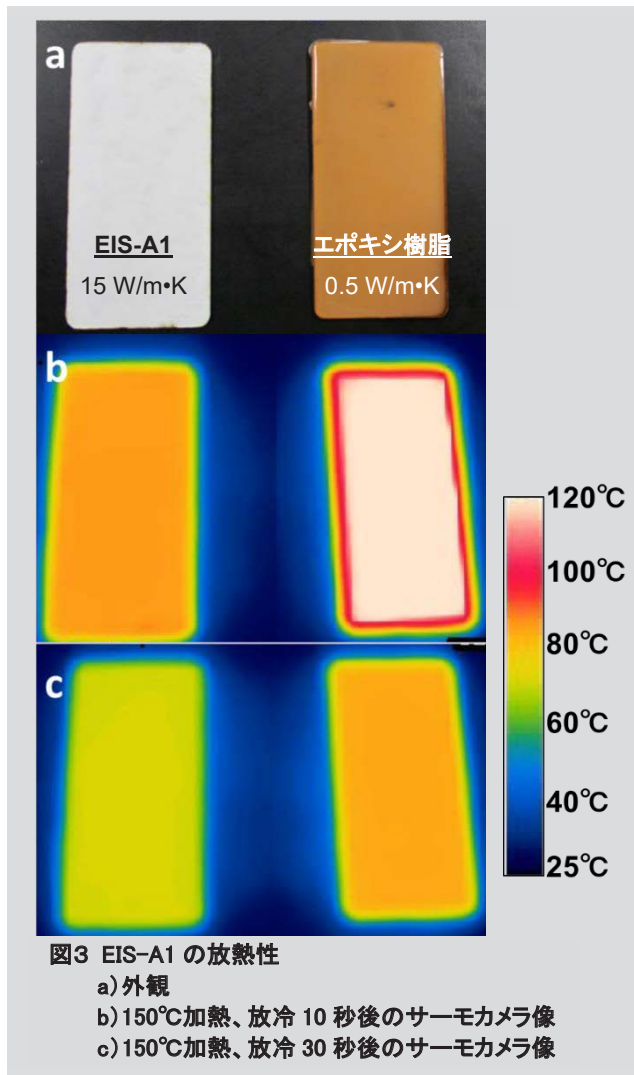 a
EIS-A1
15 W/m•K
エポキシ樹脂
0.5 W/m•K
b
120℃
100℃
80℃
60℃
40℃
25℃
c
図3 EIS-A1 の放熱性
a)外観
b)150℃加熱、放冷 10 秒後のサーモカメラ像
c)150℃加熱、放冷 30 秒後のサーモカメラ像